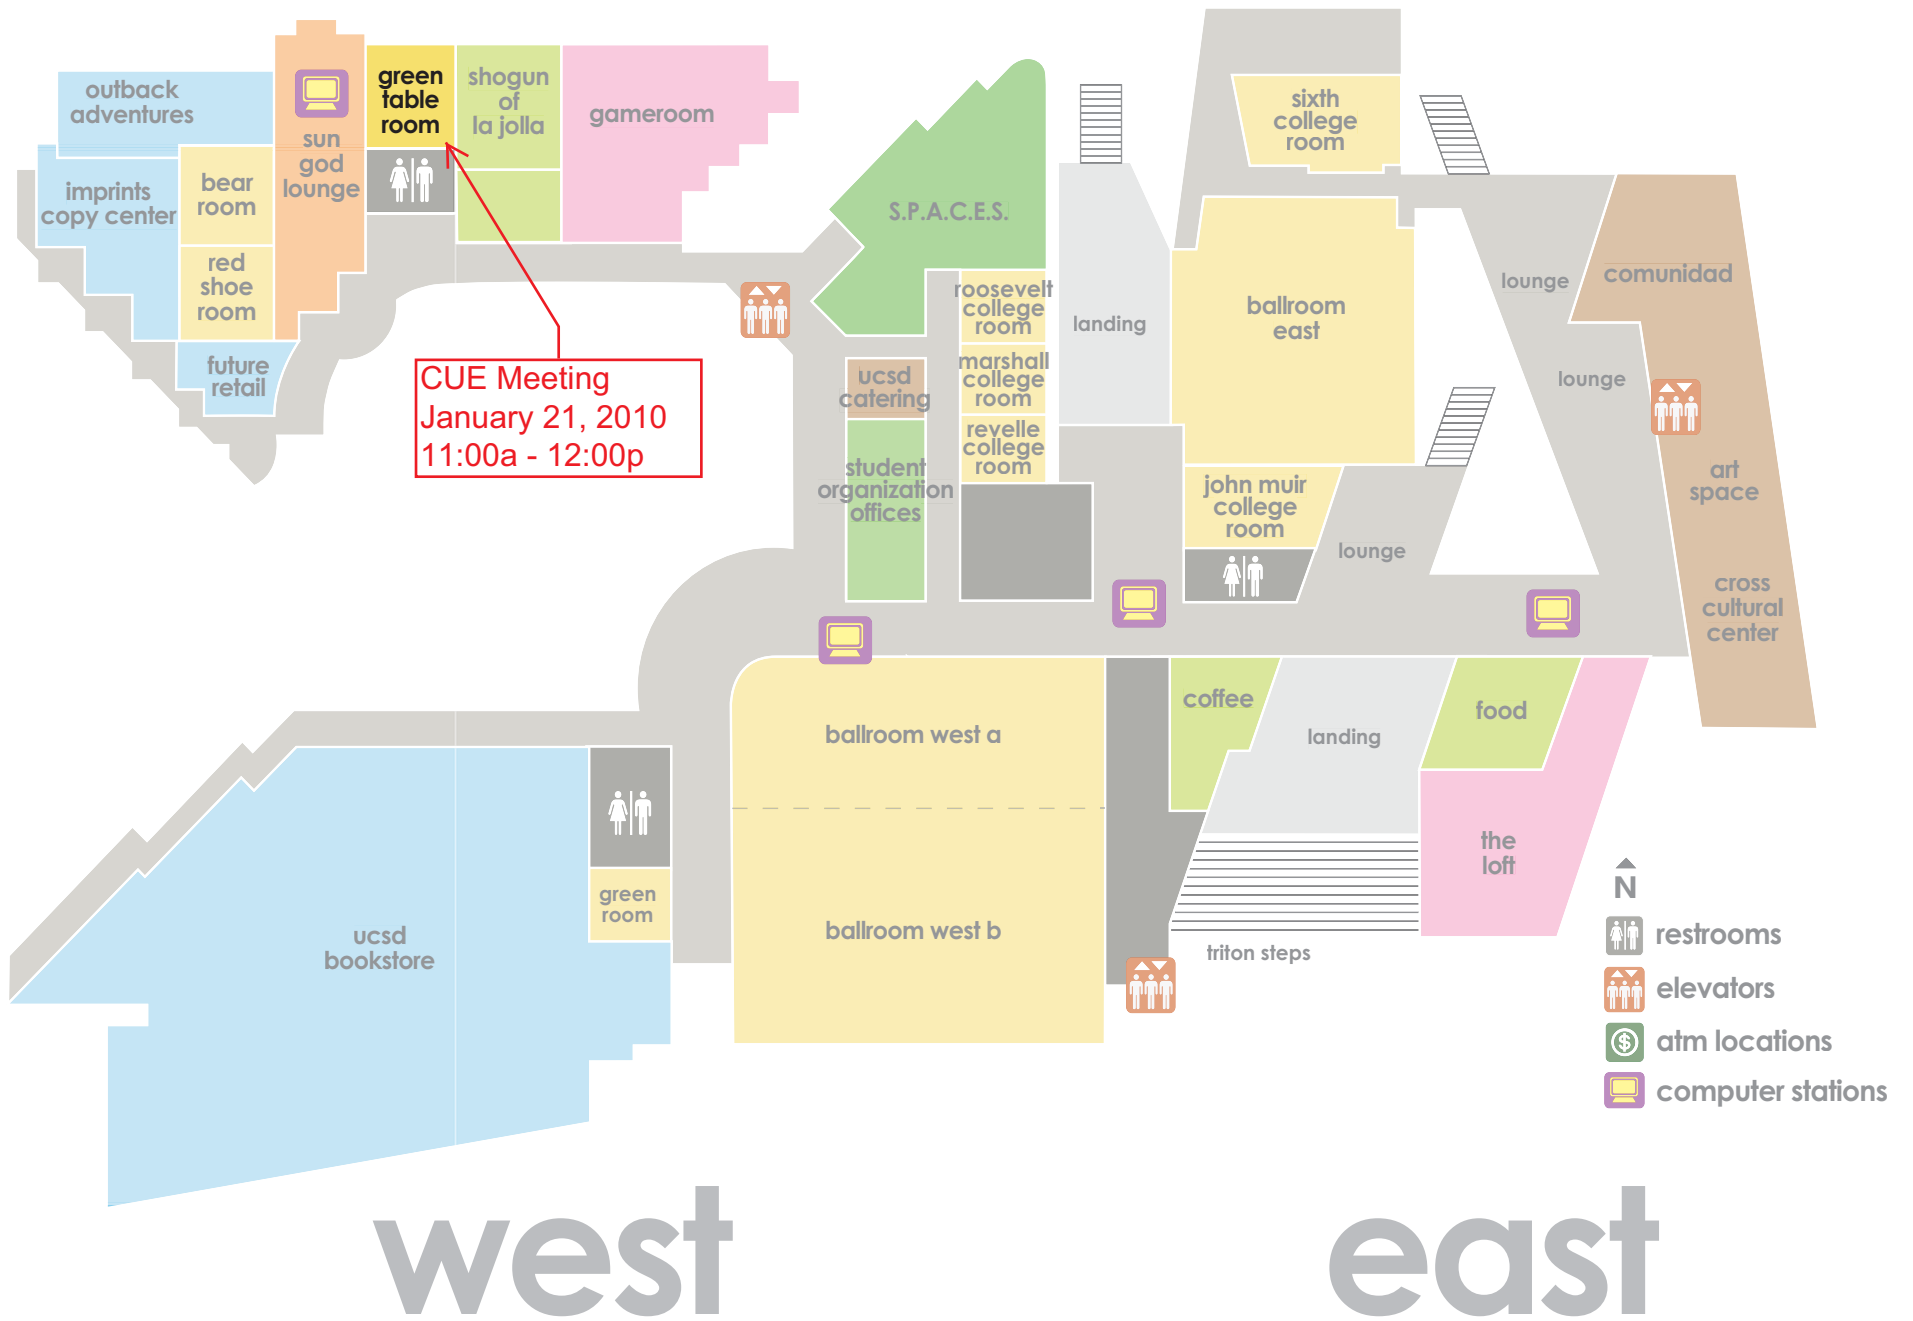 outback
adventures
imprints
copy center
bear
room
red
shoe
room
future
retail
sun
god
lounge
green
table
room
shogun
of
la jolla
gameroom
CUE Meeting
January 21, 2010
11:00a - 12:00p
S.P.A.C.E.S.
roosevelt
college
room
marshall
college
room
revelle
college
room
ucsd
catering
student
organization
offices
landing
sixth
college
room
ballroom
east
john muir
college
room
lounge
lounge
lounge
comunidad
art
space
cross
cultural
center
ballroom west a
ballroom west b
coffee
landing
food
the
loft
triton steps
ucsd
bookstore
green
room
N
restrooms
elevators
$
atm locations
computer stations
west
east